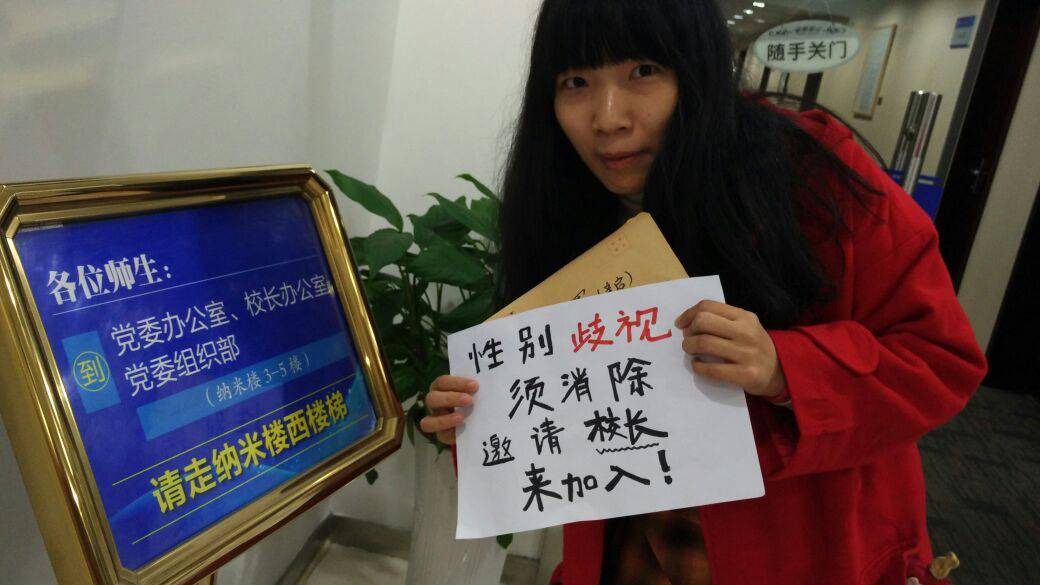 随手关门
各位师生：
到
党委办公室、校长办公室
党委组织部
（纳米楼3-5楼）
请走纳米楼西楼梯
性别歧视
须消除
邀请校长
来加入！